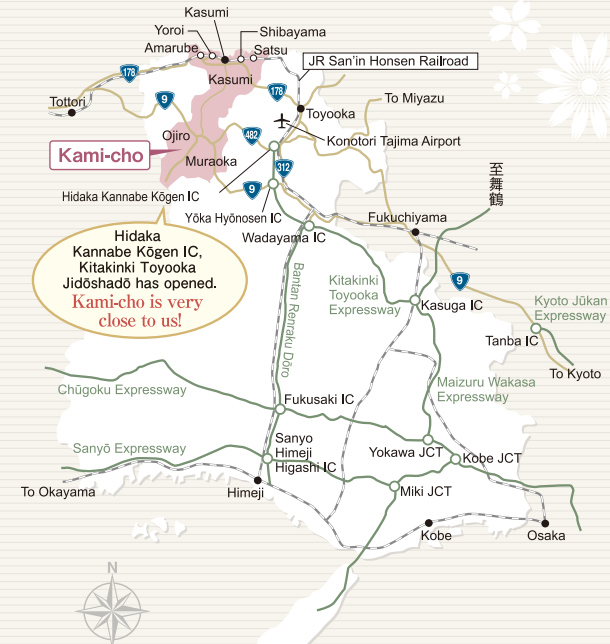 Kasumi
Yoroi
Shibayama
Amarube
Satsu
JR San'in Honsen Railroad
178
Kasumi
9
178
To Miyazu
Tottori
Toyooka
482
Ojiro
Konotori Tajima Airport
Kami-cho
Muraoka
312
至舞鶴
9
Hidaka Kannabe Kōgen IC
Yōka Hyōnosen IC
Fukuchiyama
Wadayama IC
Hidaka
Kannabe Kōgen IC,
Kitakinki Toyooka
Jidōshadō has opened.
Kami-cho is very
close to us!
Bantan Renraku Dōro
Kitakinki
Toyooka
Expressway
9
Kasuga IC
Kyoto Jūkan
Expressway
Tanba IC
To Kyoto
Chūgoku Expressway
Maizuru Wakasa
Expressway
Fukusaki IC
Sanyō Expressway
Sanyo
Himeji
Higashi IC
Yokawa JCT
Kobe JCT
To Okayama
Himeji
Miki JCT
Kobe
Osaka
N